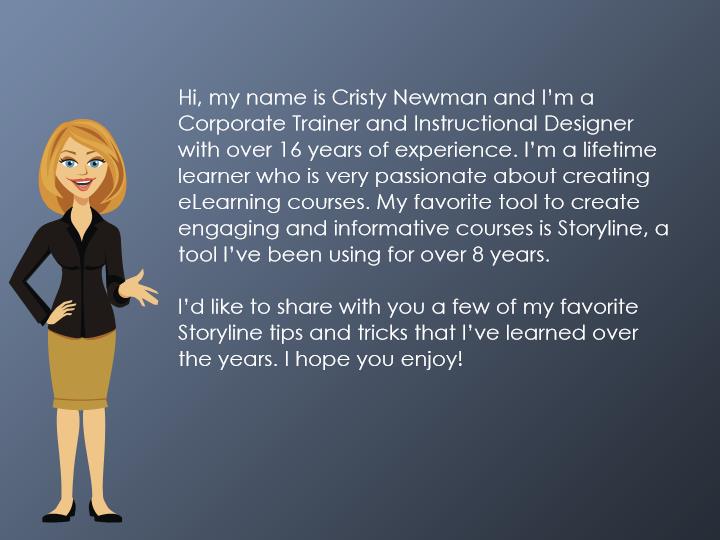 Hi, my name is Cristy Newman and I’m a
Corporate Trainer and Instructional Designer
with over 16 years of experience. I’m a lifetime
learner who is very passionate about creating
eLearning courses. My favorite tool to create
engaging and informative courses is Storyline, a
tool I’ve been using for over 8 years.
I’d like to share with you a few of my favorite
Storyline tips and tricks that I’ve learned over
the years. I hope you enjoy!